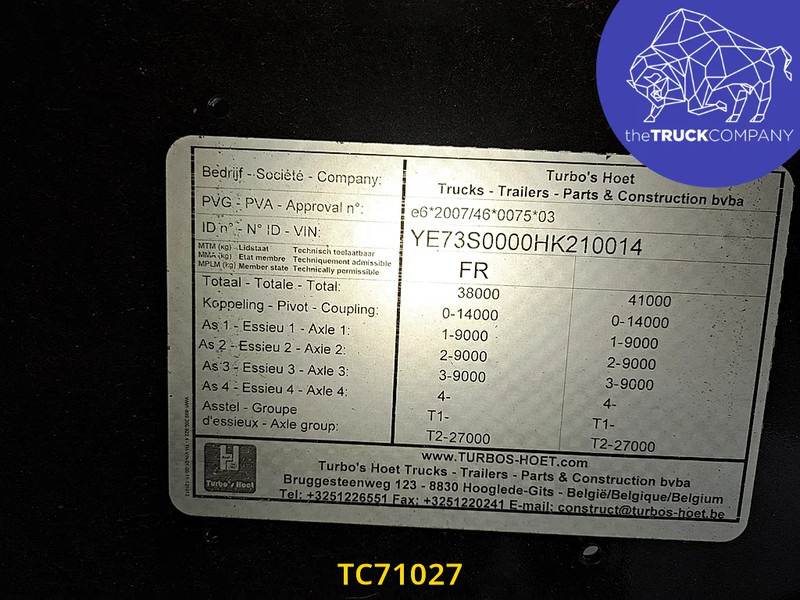 theTRUCKCOMPANY
Bedrijf - Société - Company:
Turbo's Hoet
Trucks - Trailers - Parts & Construction bvba
PVG - PVA - Approval n°:
e6*2007/46*0075*03
ID n° - N° ID - VIN:
YE73S0000HK210014
MTM (kg) - Lidstaat Technisch toelaatbaar
MMA (kg) Etat membre Techniquement admissible
MPLM (kg) Member state Technically permissible
FR
Totaal - Totale - Total: 38000 41000
Koppeling - Pivot - Coupling: 0-14000 0-14000
As 1 - Essieu 1 - Axle 1: 1-9000 1-9000
As 2 - Essieu 2 - Axle 2: 2-9000 2-9000
As 3 - Essieu 3 - Axle 3: 3-9000 3-9000
As 4 - Essieu 4 - Axle 4: 4- 4-
Asstel - Groupe T1- T1-
d'essieux - Axle group: T2-27000 T2-27000
www.TURBOS-HOET.com
Turbo's Hoet
Turbo's Hoet Trucks - Trailers - Parts & Construction bvba
Bruggesteenweg 123 - 8830 Hooglede-Gits - België/Belgique/Belgium
Tel: +3251226551 Fax: +3251220241 E-mail: construct@turbos-hoet.be
TC71027